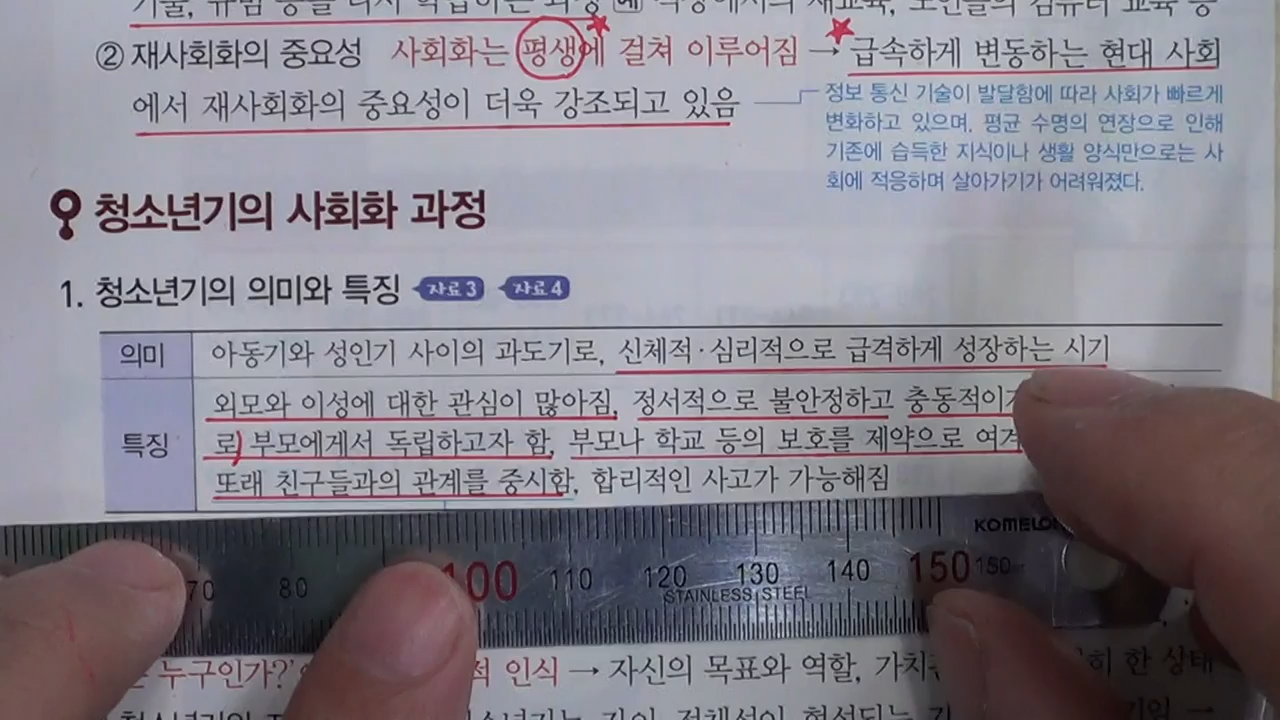 ② 재사회화의 중요성 사회화는 평생에 걸쳐 이루어짐 → 급속하게 변동하는 현대 사회
에서 재사회화의 중요성이 더욱 강조되고 있음
정보 통신 기술이 발달함에 따라 사회가 빠르게
변화하고 있으며, 평균 수명의 연장으로 인해
기존에 습득한 지식이나 생활 양식만으로는 사
회에 적응하며 살아가기가 어려워졌다.
청소년기의 사회화 과정
1. 청소년기의 의미와 특징 자료3 자료4
의미 아동기와 성인기 사이의 과도기로, 신체적·심리적으로 급격하게 성장하는 시기
특징
외모와 이성에 대한 관심이 많아짐, 정서적으로 불안정하고 충동적이
로) 부모에게서 독립하고자 함, 부모나 학교 등의 보호를 제약으로
또래 친구들과의 관계를 중시함, 합리적인 사고가 가능해짐
KOMELON
70 80 100 110 120 130 140 150 150
STAINLESS STEEL
누구인가?' 인식 → 자신의 목표와 역할, 한 상태